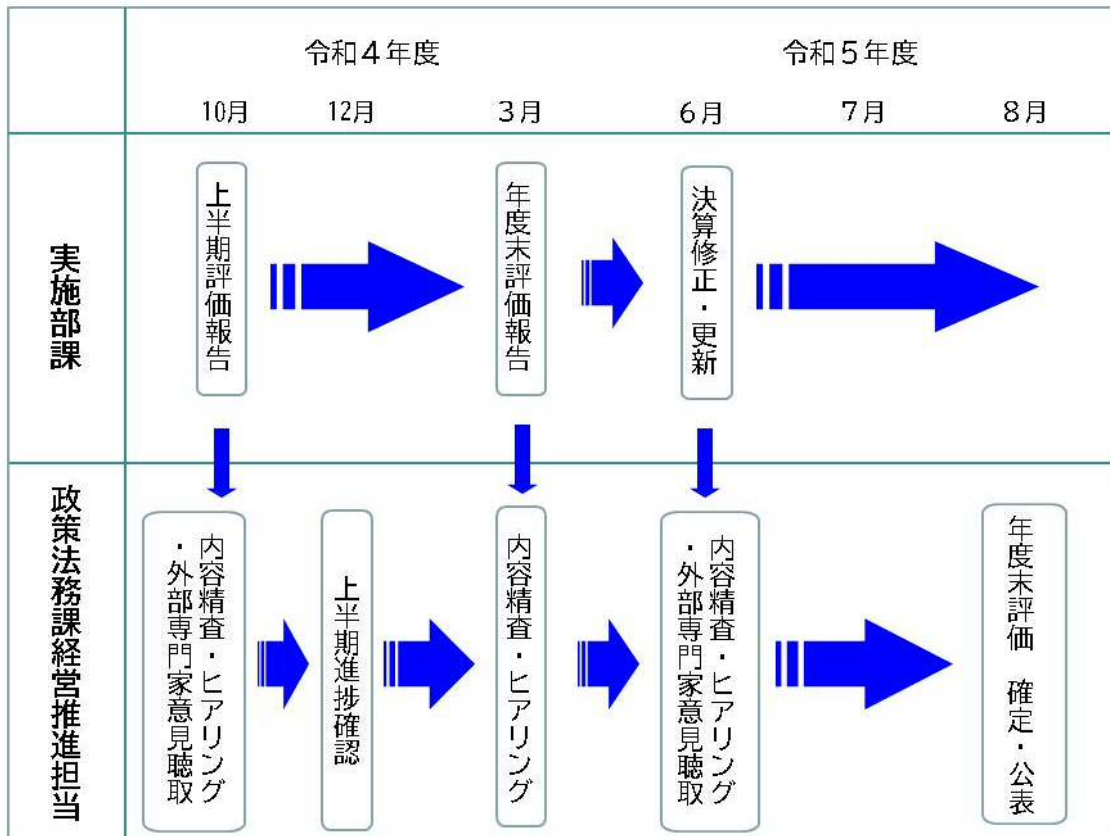 令和４年度
令和５年度
10月
12月
３月
６月
７月
８月
実施部課
上半期評価報告
年度末評価報告
決算修正・更新
政策法務課経営推進担当
内容精査・ヒアリング
・外部専門家意見聴取
上半期進捗確認
内容精査・ヒアリング
内容精査・ヒアリング
・外部専門家意見聴取
年度末評価　確定・公表